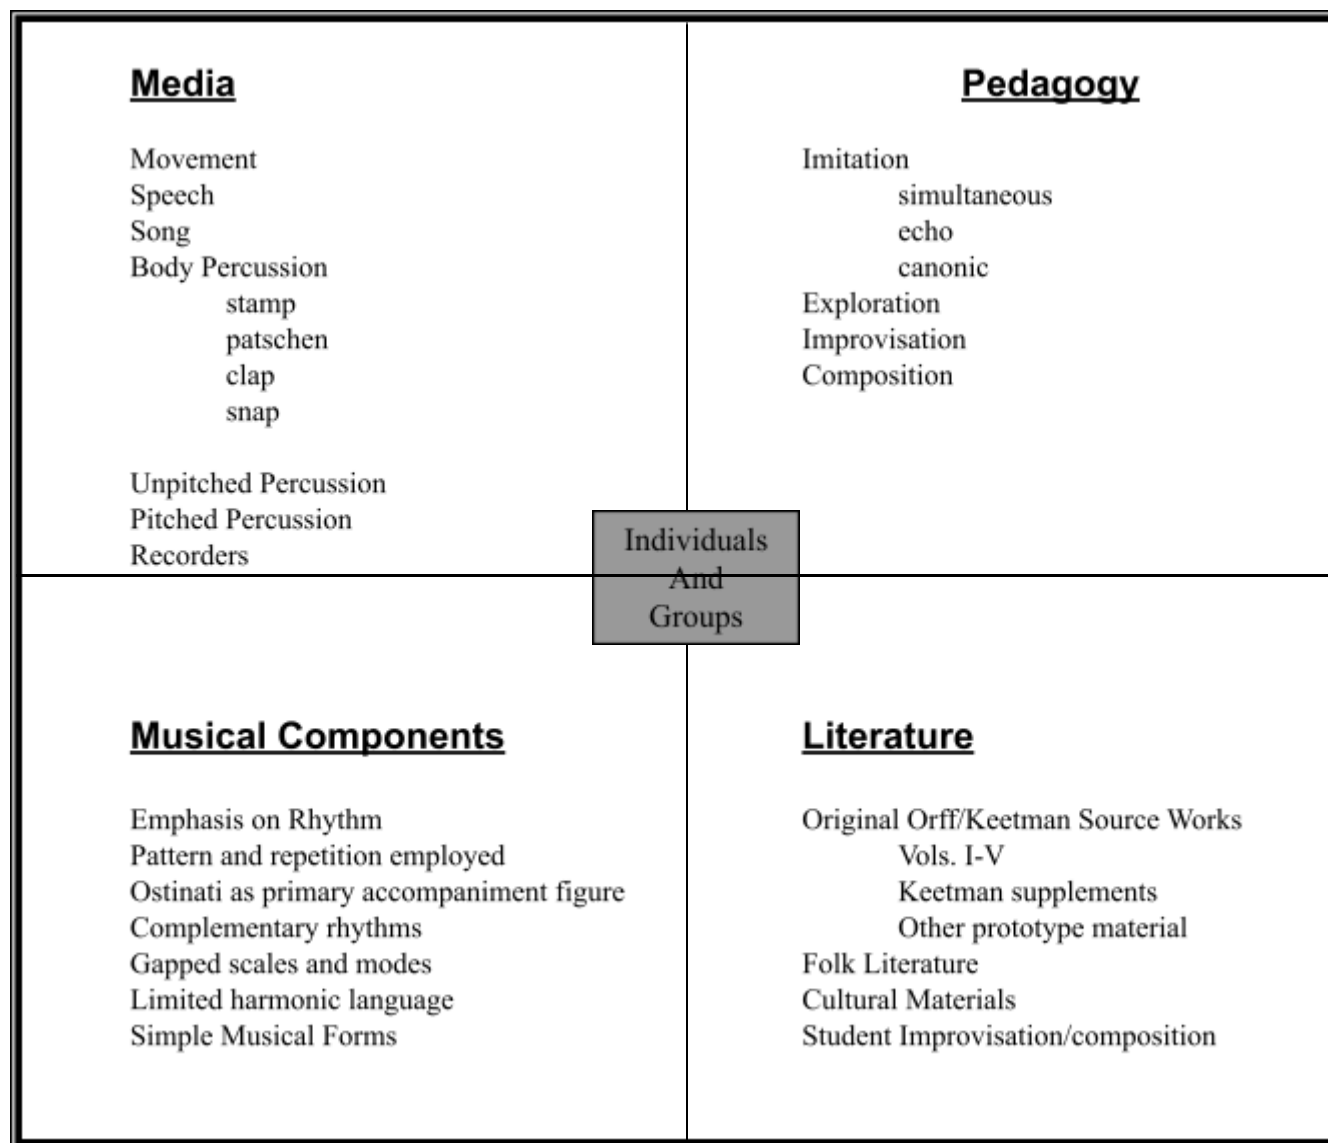 Media
Movement
Speech
Song
Body Percussion
stamp
patschen
clap
snap
Unpitched Percussion
Pitched Percussion
Recorders
Pedagogy
Imitation
simultaneous
echo
canonic
Exploration
Improvisation
Composition
Individuals
And
Groups
Musical Components
Emphasis on Rhythm
Pattern and repetition employed
Ostinati as primary accompaniment figure
Complementary rhythms
Gapped scales and modes
Limited harmonic language
Simple Musical Forms
Literature
Original Orff/Keetman Source Works
Vols. I-V
Keetman supplements
Other prototype material
Folk Literature
Cultural Materials
Student Improvisation/composition